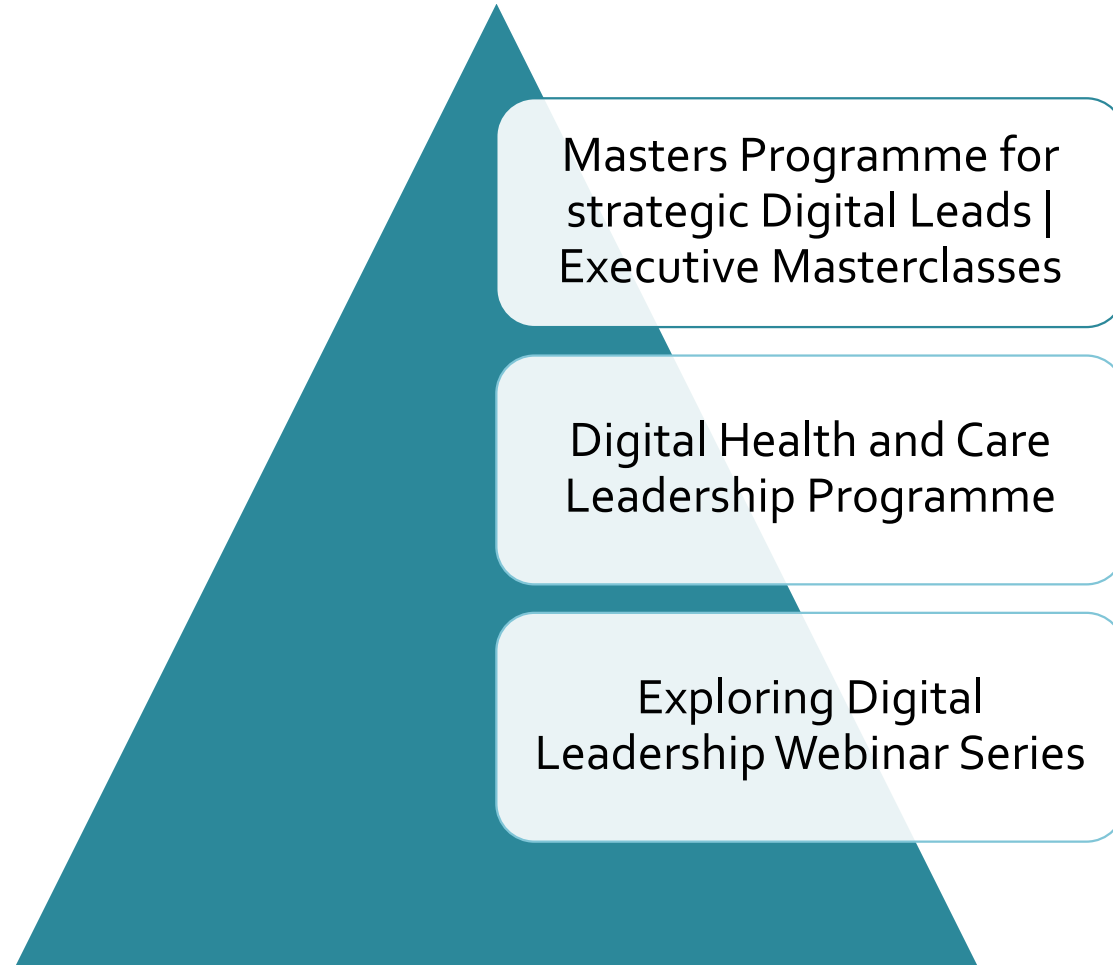 Masters Programme for
strategic Digital Leads |
Executive Masterclasses
Digital Health and Care
Leadership Programme
Exploring Digital
Leadership Webinar Series